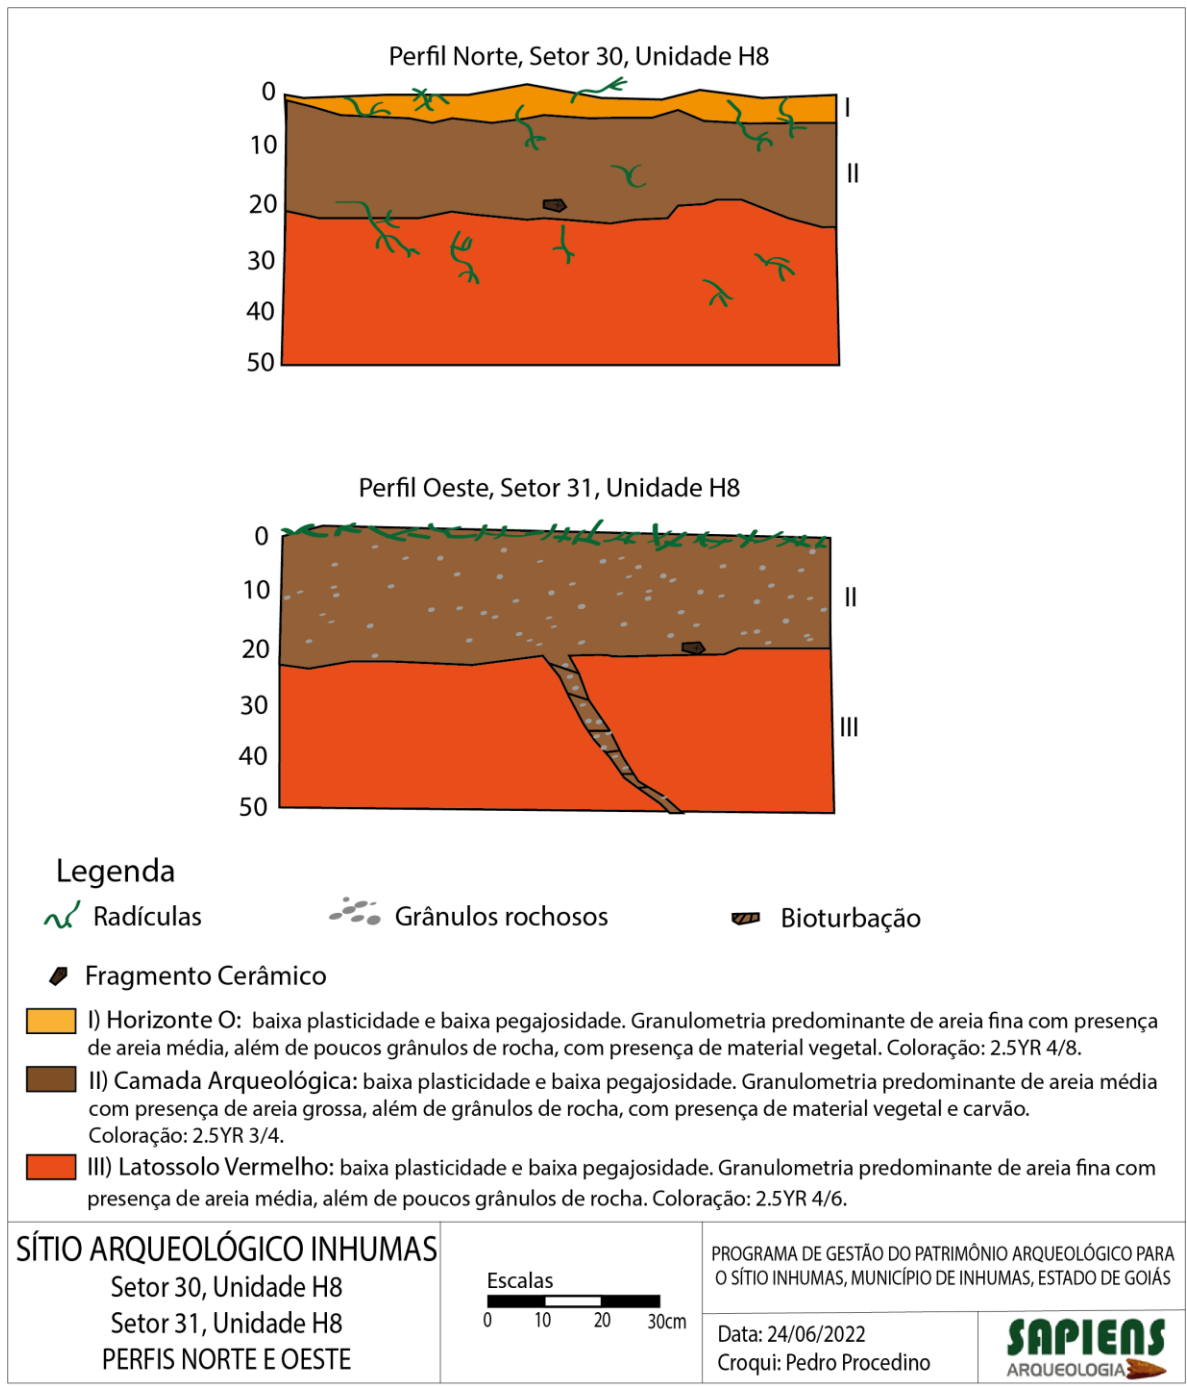 Perfil Norte, Setor 30, Unidade H8
0
10
20
30
40
50
I
II
Perfil Oeste, Setor 31, Unidade H8
0
10
20
30
40
50
II
III
Legenda
Radículas
Grânulos rochosos
Bioturbação
Fragmento Cerâmico
I) Horizonte O: baixa plasticidade e baixa pegajosidade. Granulometria predominante de areia fina com presença
de areia média, além de poucos grânulos de rocha, com presença de material vegetal. Coloração: 2.5YR 4/8.
II) Camada Arqueológica: baixa plasticidade e baixa pegajosidade. Granulometria predominante de areia média
com presença de areia grossa, além de grânulos de rocha, com presença de material vegetal e carvão.
Coloração: 2.5YR 3/4.
III) Latossolo Vermelho: baixa plasticidade e baixa pegajosidade. Granulometria predominante de areia fina com
presença de areia média, além de poucos grânulos de rocha. Coloração: 2.5YR 4/6.
SÍTIO ARQUEOLÓGICO INHUMAS
Setor 30, Unidade H8
Setor 31, Unidade H8
PERFIS NORTE E OESTE
Escalas
0 10 20 30cm
PROGRAMA DE GESTÃO DO PATRIMÔNIO ARQUEOLÓGICO PARA
O SÍTIO INHUMAS, MUNICÍPIO DE INHUMAS, ESTADO DE GOIÁS
Data: 24/06/2022
Croqui: Pedro Procedino
SAPIENS
ARQUEOLOGIA